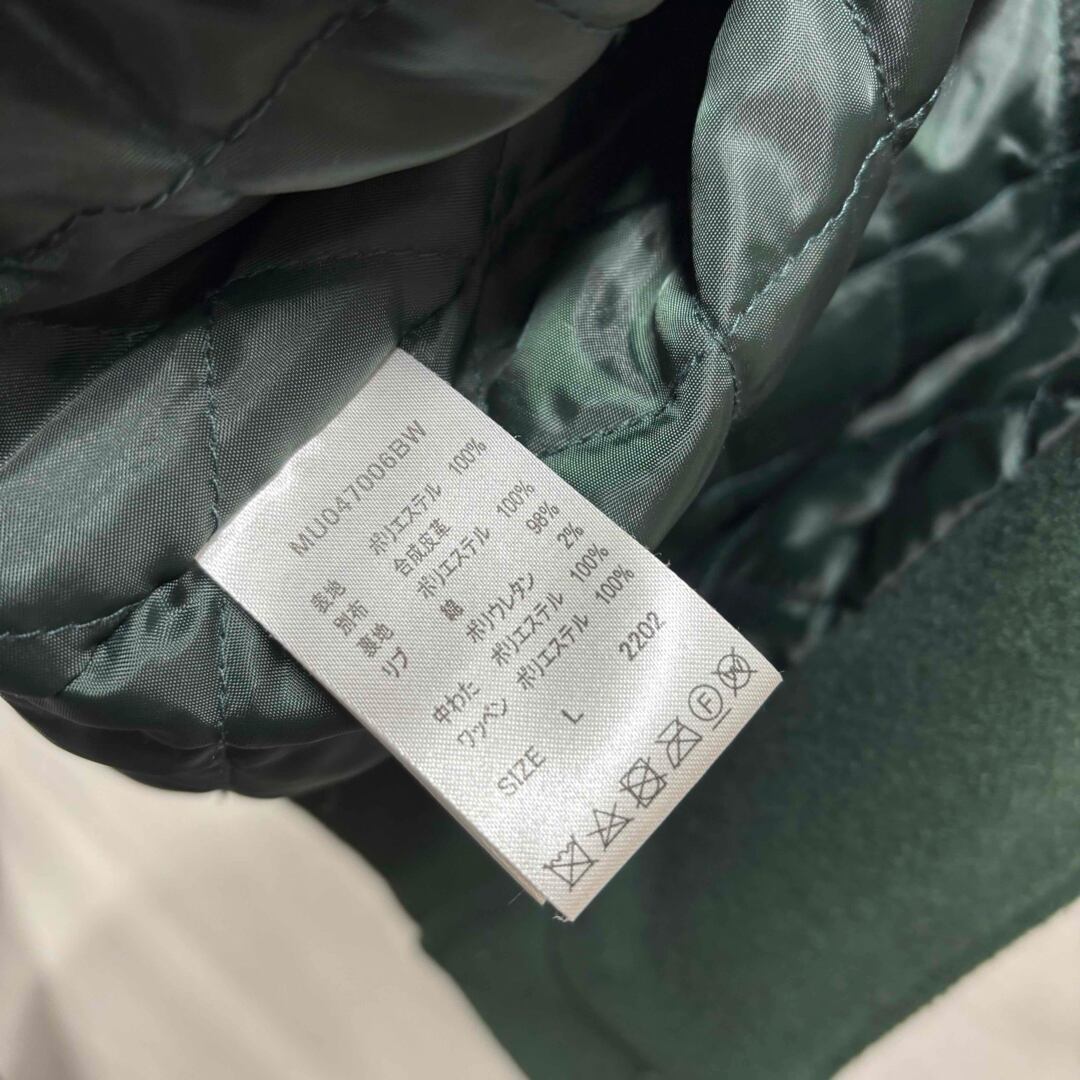 MU047006BW
表地 ポリエステル 100%
別布 合成皮革
裏地 ポリエステル 100%
リブ 綿 98%
ポリウレタン 2%
中わた ポリエステル 100%
ワッペン ポリエステル 100%
2202
SIZE L
F
W